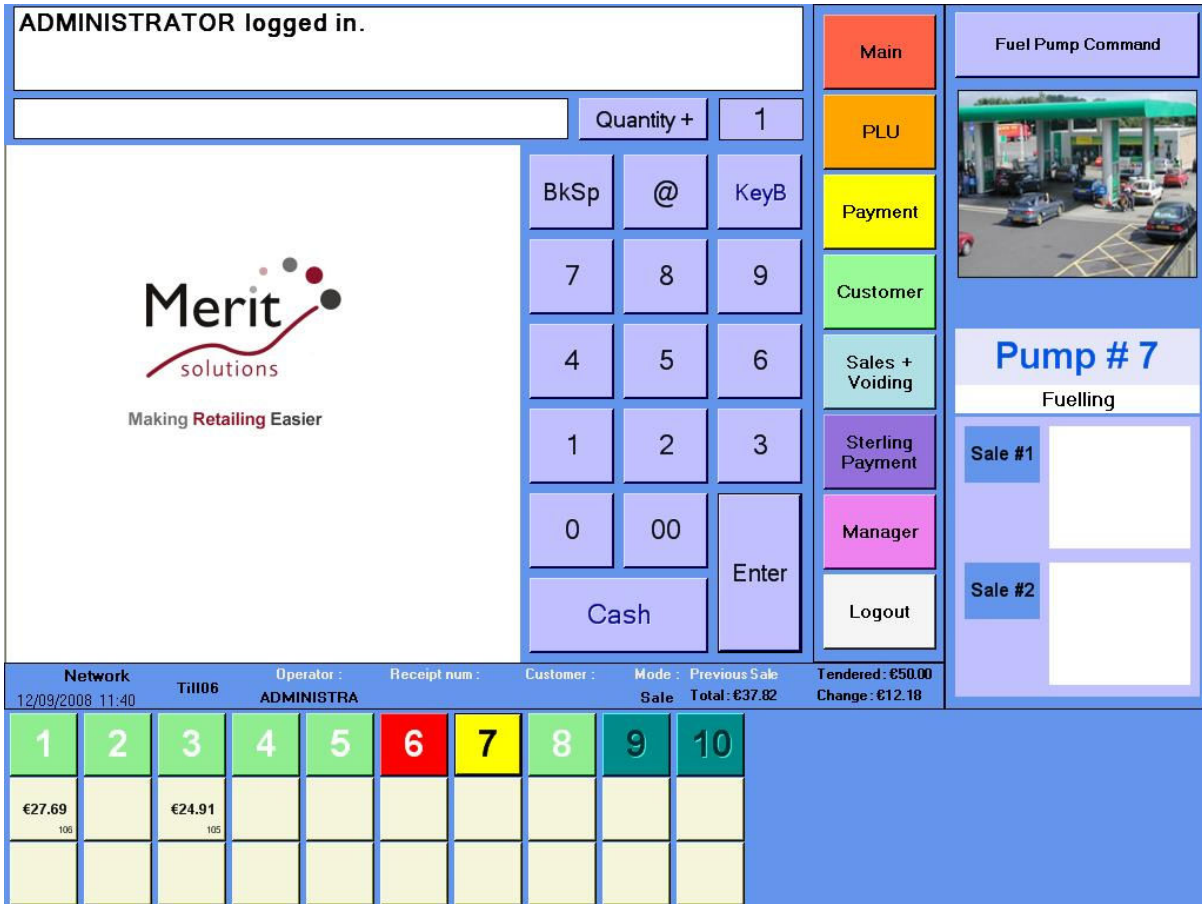 ADMINISTRATOR logged in.
Quantity +
1
BkSp
@
KeyB
7
8
9
4
5
6
1
2
3
0
00
Enter
Cash
Merit
solutions
Making Retailing Easier
Main
PLU
Payment
Customer
Sales +
Voiding
Sterling
Payment
Manager
Logout
Fuel Pump Command
Pump # 7
Fuelling
Sale #1
Sale #2
Network
12/09/2008 11:40
Till06
Operator :
ADMINISTRA
Receipt num :
Customer :
Mode :
Sale
Previous Sale
Total : €37.82
Tendered : €50.00
Change : €12.18
1
2
3
4
5
6
7
8
9
10
€27.69
106
€24.91
105